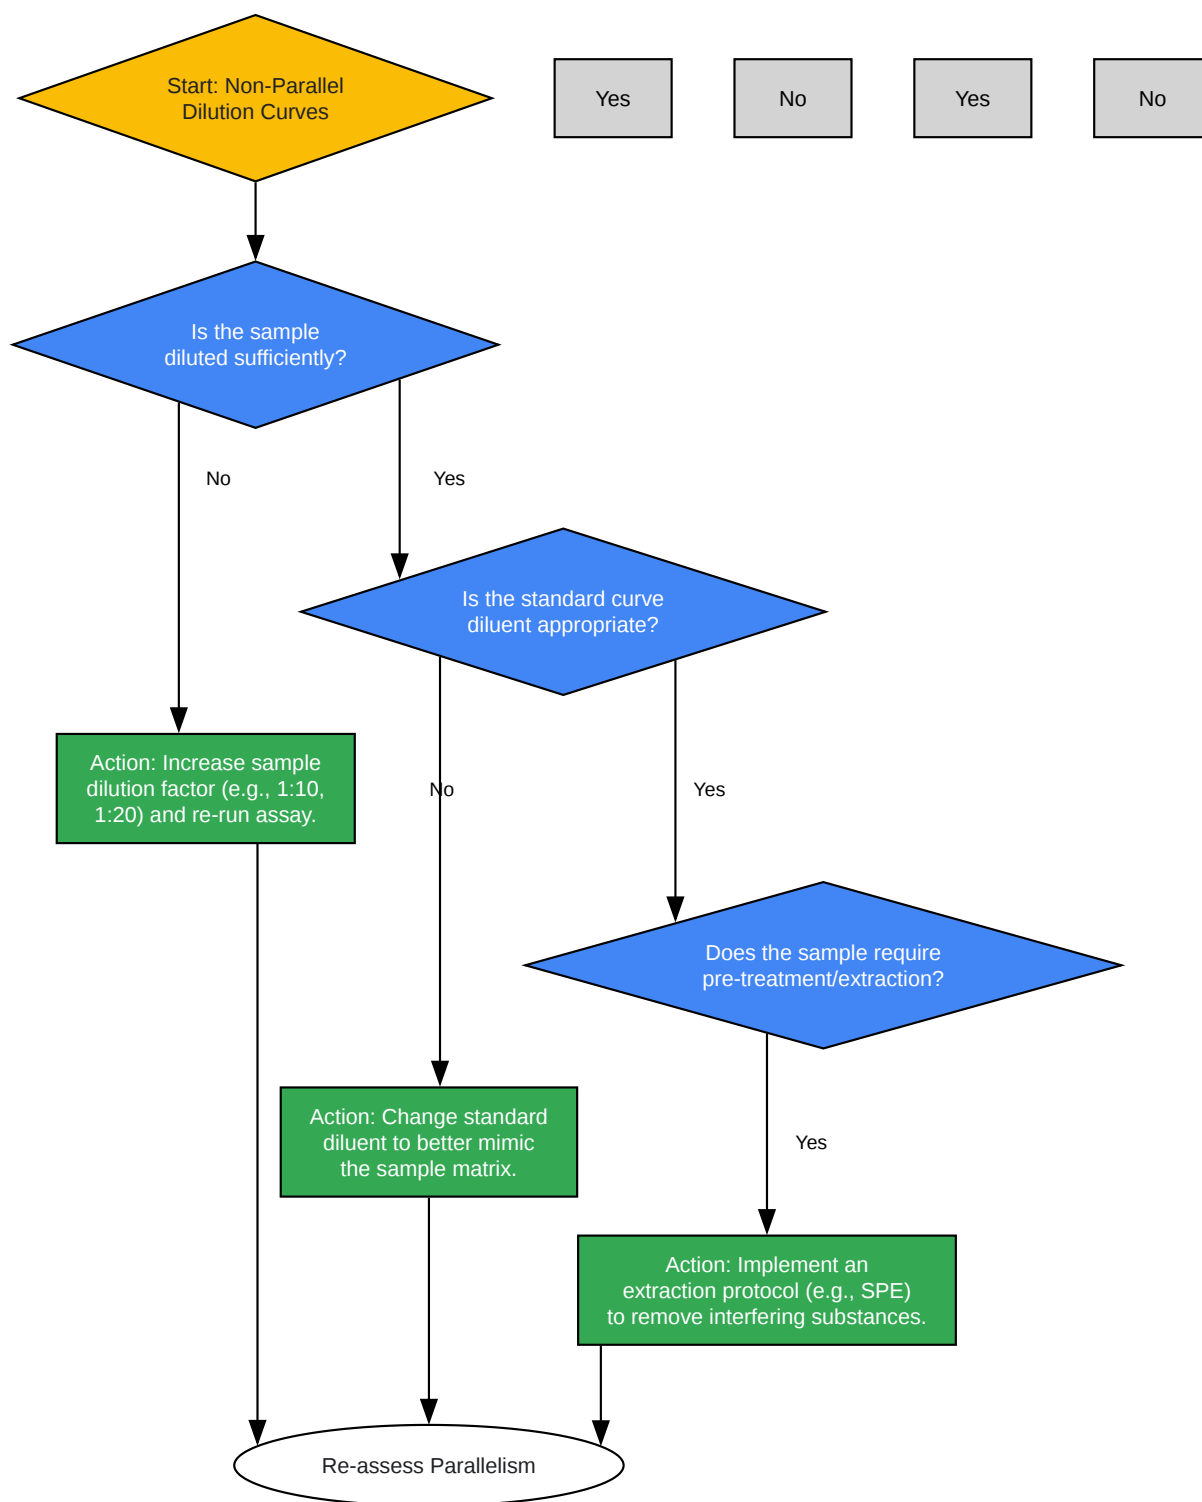 Start: Non-Parallel
Dilution Curves
Yes
No
Yes
No
Is the sample
diluted sufficiently?
No
Yes
Is the standard curve
diluent appropriate?
Action: Increase sample
dilution factor (e.g., 1:10,
1:20) and re-run assay.
No
Yes
Does the sample require
pre-treatment/extraction?
Action: Change standard
diluent to better mimic
the sample matrix.
Yes
Action: Implement an
extraction protocol (e.g., SPE)
to remove interfering substances.
Re-assess Parallelism